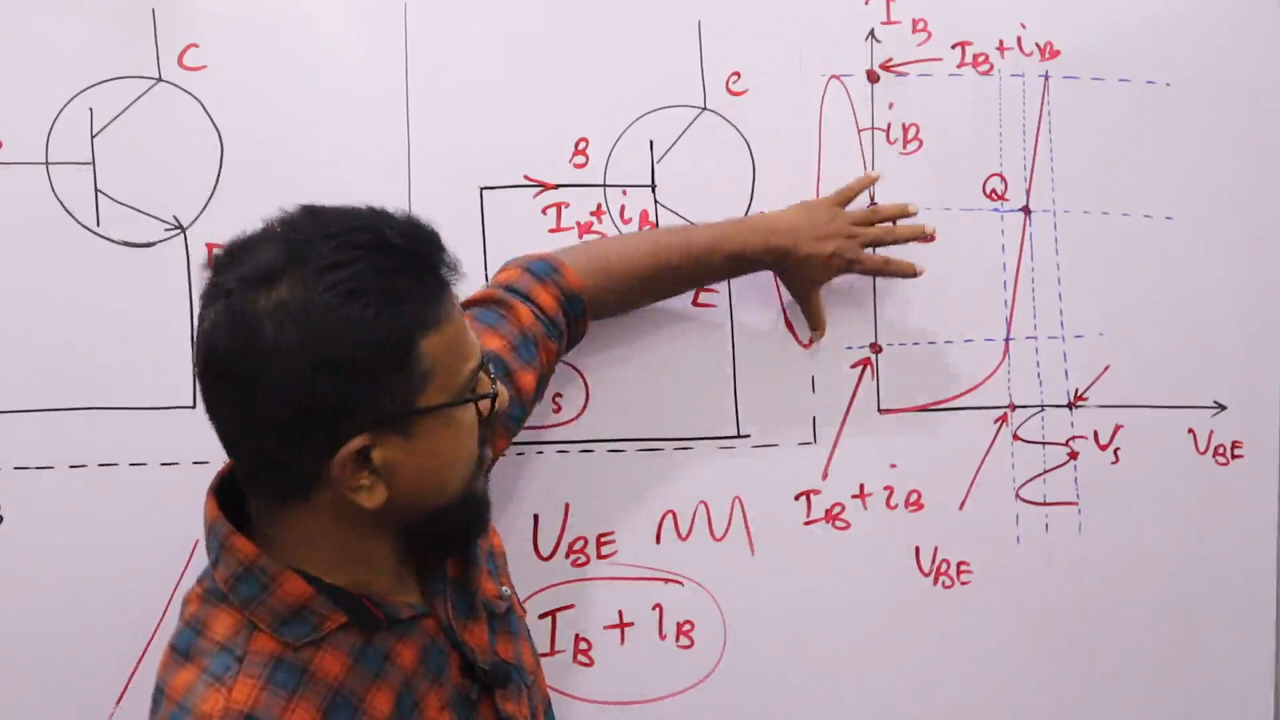 C
I_B
I_B + i_B
C
B
i_B
Q
I_B + i_B
E
s
V_s
V_BE
I_B + i_B
V_BE
V_BE
I_B + i_B